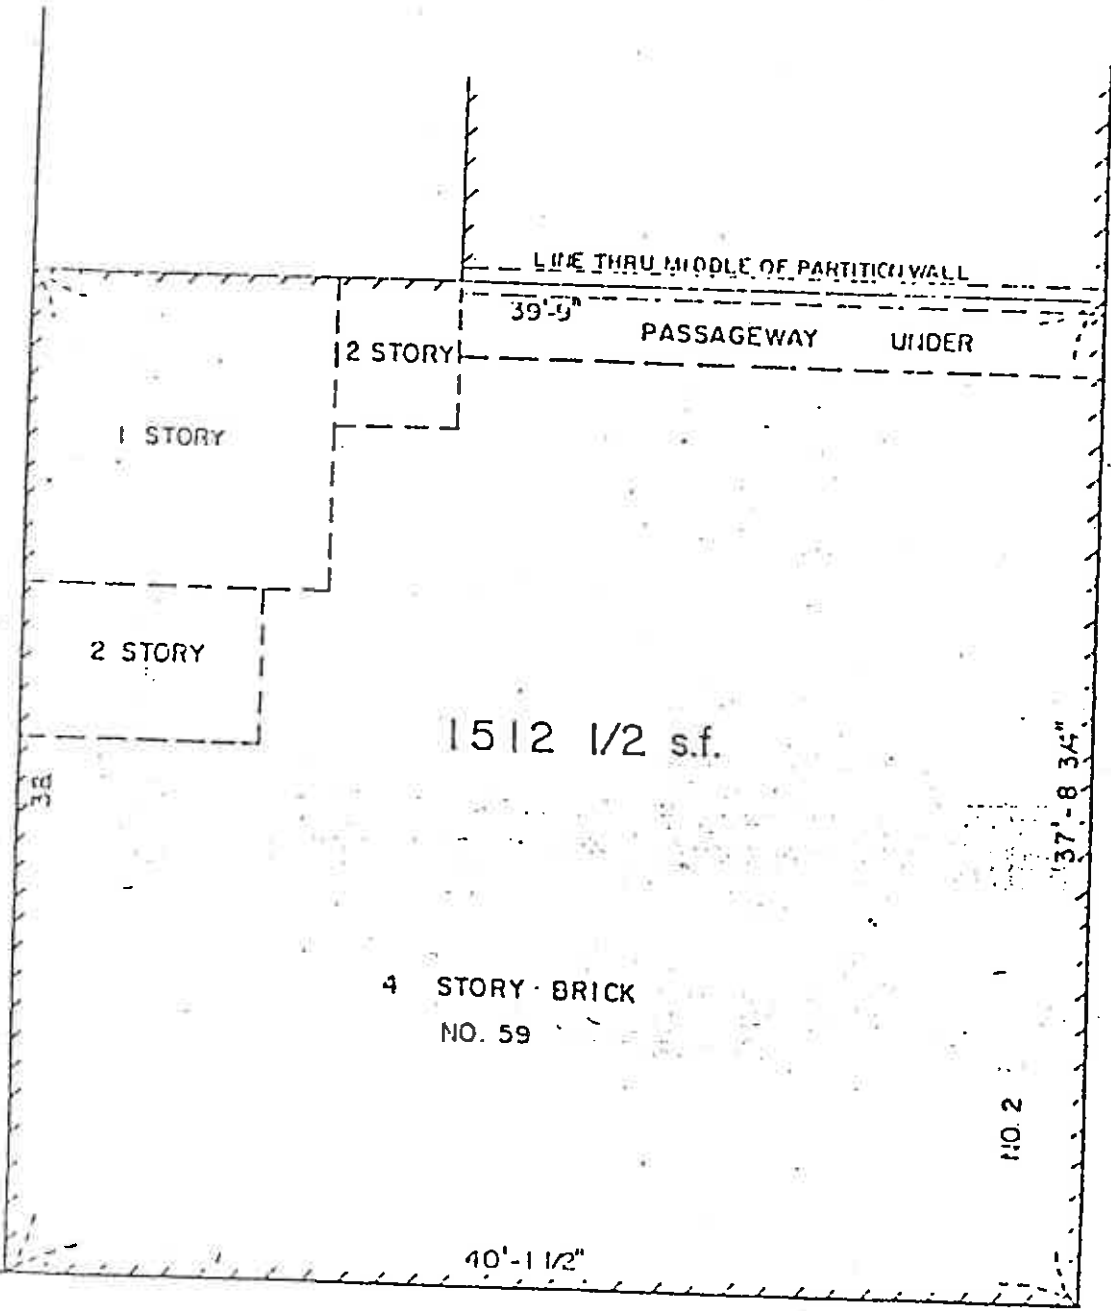 LINE THRU MIDDLE OF PARTITION WALL
39'-9"
PASSAGEWAY UNDER
2 STORY
1 STORY
2 STORY
1512 1/2 s.f.
38
37'-8 3/4"
4 STORY BRICK
NO. 59
NO. 2
40'-1 1/2"